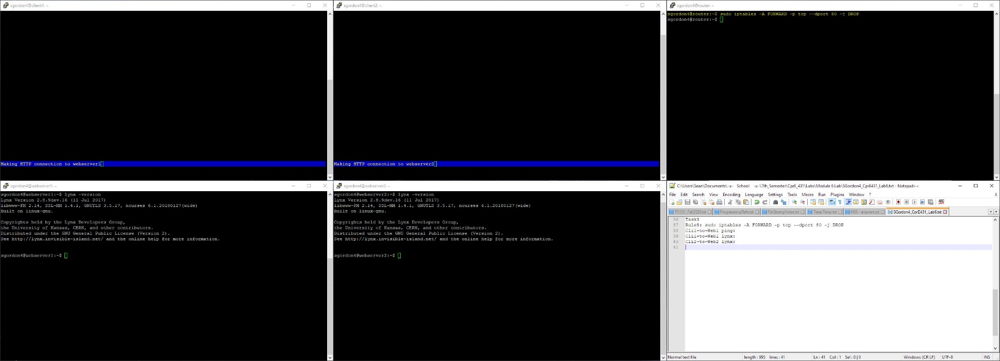 sgordon4@client1: ~
Making HTTP connection to webserver1
sgordon4@client2: ~
Making HTTP connection to webserver2
sgordon4@router: ~
sgordon4@router:~$ sudo iptables -A FORWARD -p tcp --dport 80 -j DROP
sgordon4@router:~$
sgordon4@webserver1: ~
sgordon4@webserver1:~$ lynx -version
Lynx Version 2.8.9dev.16 (11 Jul 2017)
libwww-FM 2.14, SSL-MM 1.4.1, GNUTLS 3.5.17, ncurses 6.1.20180127(wide)
Built on linux-gnu.
Copyrights held by the Lynx Developers Group,
the University of Kansas, CERN, and other contributors.
Distributed under the GNU General Public License (Version 2).
See http://lynx.invisible-island.net/ and the online help for more information.
sgordon4@webserver1:~$
sgordon4@webserver2: ~
sgordon4@webserver2:~$ lynx -version
Lynx Version 2.8.9dev.16 (11 Jul 2017)
libwww-FM 2.14, SSL-MM 1.4.1, GNUTLS 3.5.17, ncurses 6.1.20180127(wide)
Built on linux-gnu.
Copyrights held by the Lynx Developers Group,
the University of Kansas, CERN, and other contributors.
Distributed under the GNU General Public License (Version 2).
See http://lynx.invisible-island.net/ and the online help for more information.
sgordon4@webserver2:~$
C:\Users\Sean\Documents\-=- School -=-\7th_Semester\CprE_431\Labs\Module 6 Lab\SGordon4_CprE431_Lab6.txt - Notepad++
File Edit Search View Encoding Language Settings Tools Macro Run Plugins Window ? X
TODO_Fall2020.txt ProgrammingRefs.txt FileStoringNotes.txt TempTemp.txt M06 - answers.txt SGordon4_CprE431_Lab6.txt
36 Task3
37 Rule5: sudo iptables -A FORWARD -p tcp --dport 80 -j DROP
38 Cli1-to-Web1 ping:
39 Cli1-to-Web1 lynx:
40 Cli2-to-Web2 lynx:
41
Normal text file length : 995 lines : 41 Ln : 41 Col : 1 Sel : 0 | 0 Windows (CR LF) UTF-8 INS